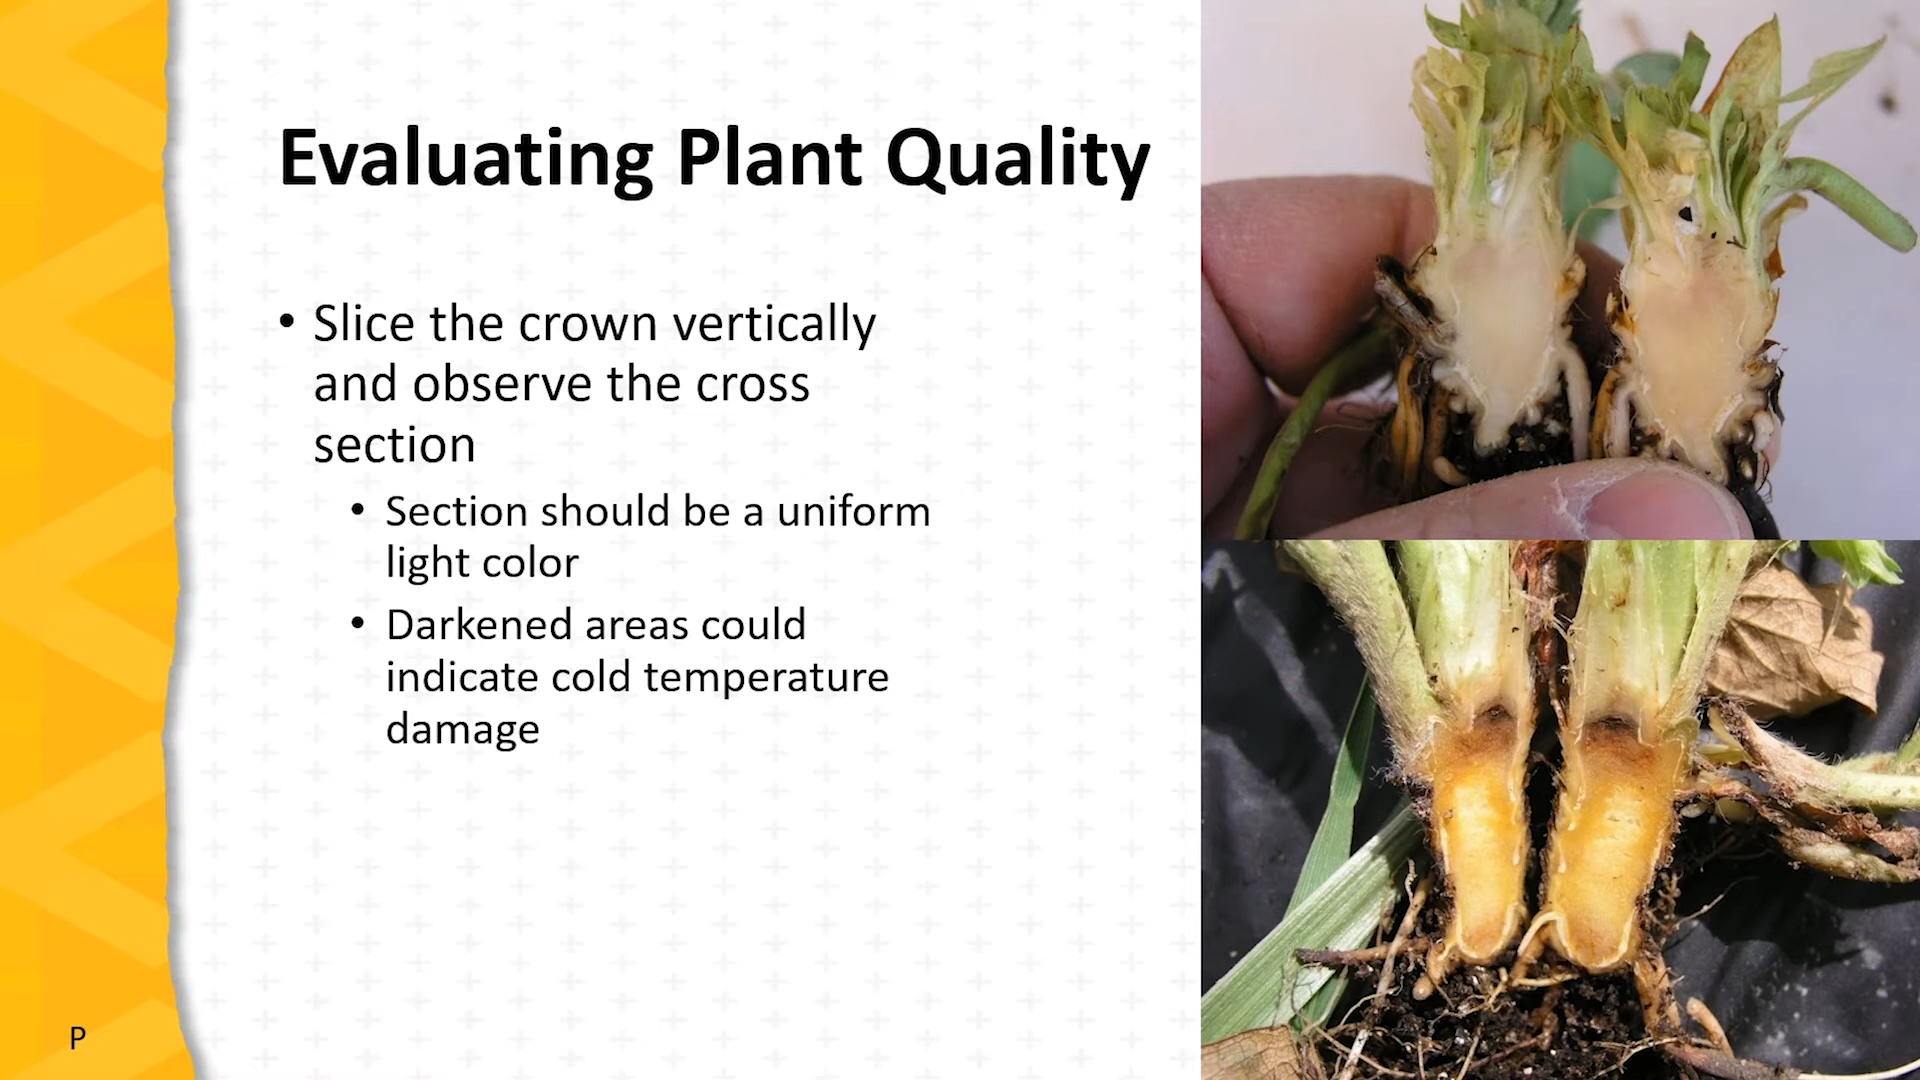 Evaluating Plant Quality
• Slice the crown vertically
and observe the cross
section
• Section should be a uniform
light color
• Darkened areas could
indicate cold temperature
damage
P